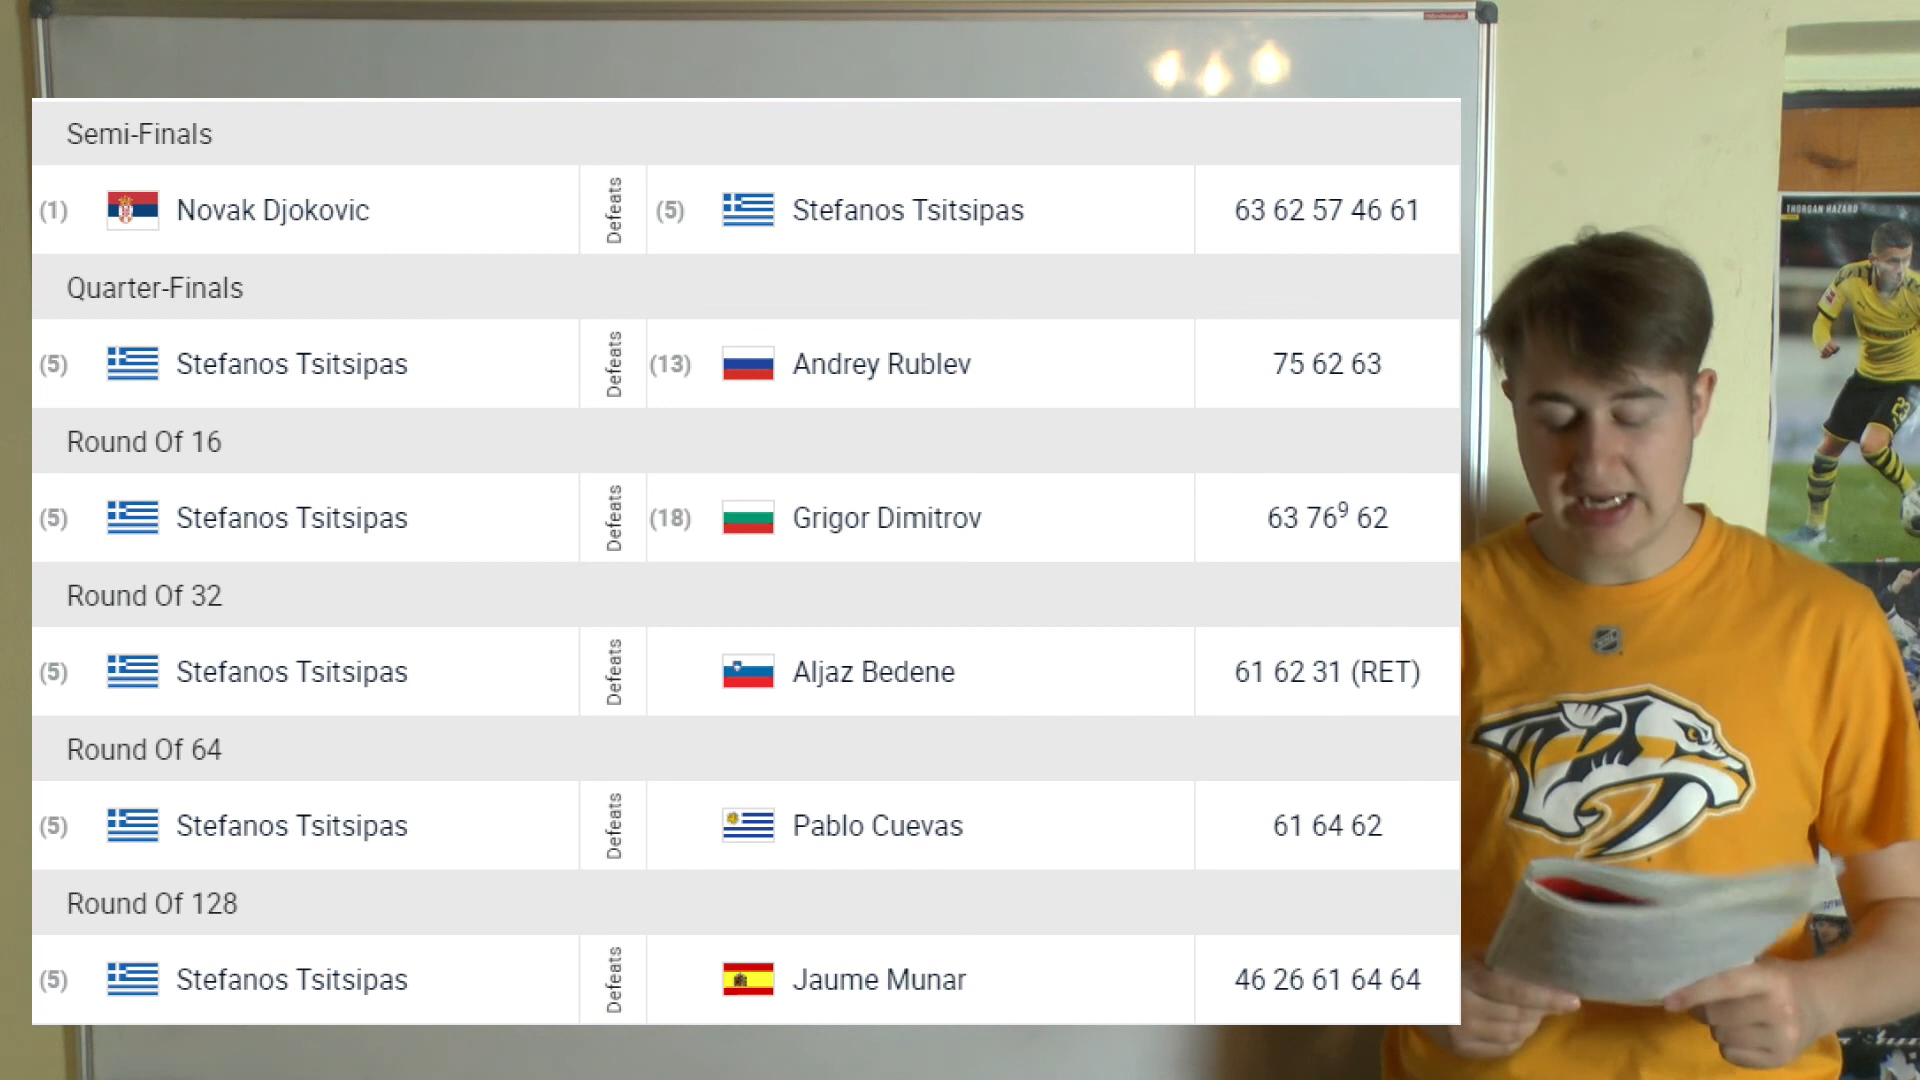 Semi-Finals
(1) Novak Djokovic Defeats (5) Stefanos Tsitsipas 63 62 57 46 61
Quarter-Finals
(5) Stefanos Tsitsipas Defeats (13) Andrey Rublev 75 62 63
Round Of 16
(5) Stefanos Tsitsipas Defeats (18) Grigor Dimitrov 63 76⁹ 62
Round Of 32
(5) Stefanos Tsitsipas Defeats Aljaz Bedene 61 62 31 (RET)
Round Of 64
(5) Stefanos Tsitsipas Defeats Pablo Cuevas 61 64 62
Round Of 128
(5) Stefanos Tsitsipas Defeats Jaume Munar 46 26 61 64 64
THORGAN HAZARD
23
NHL